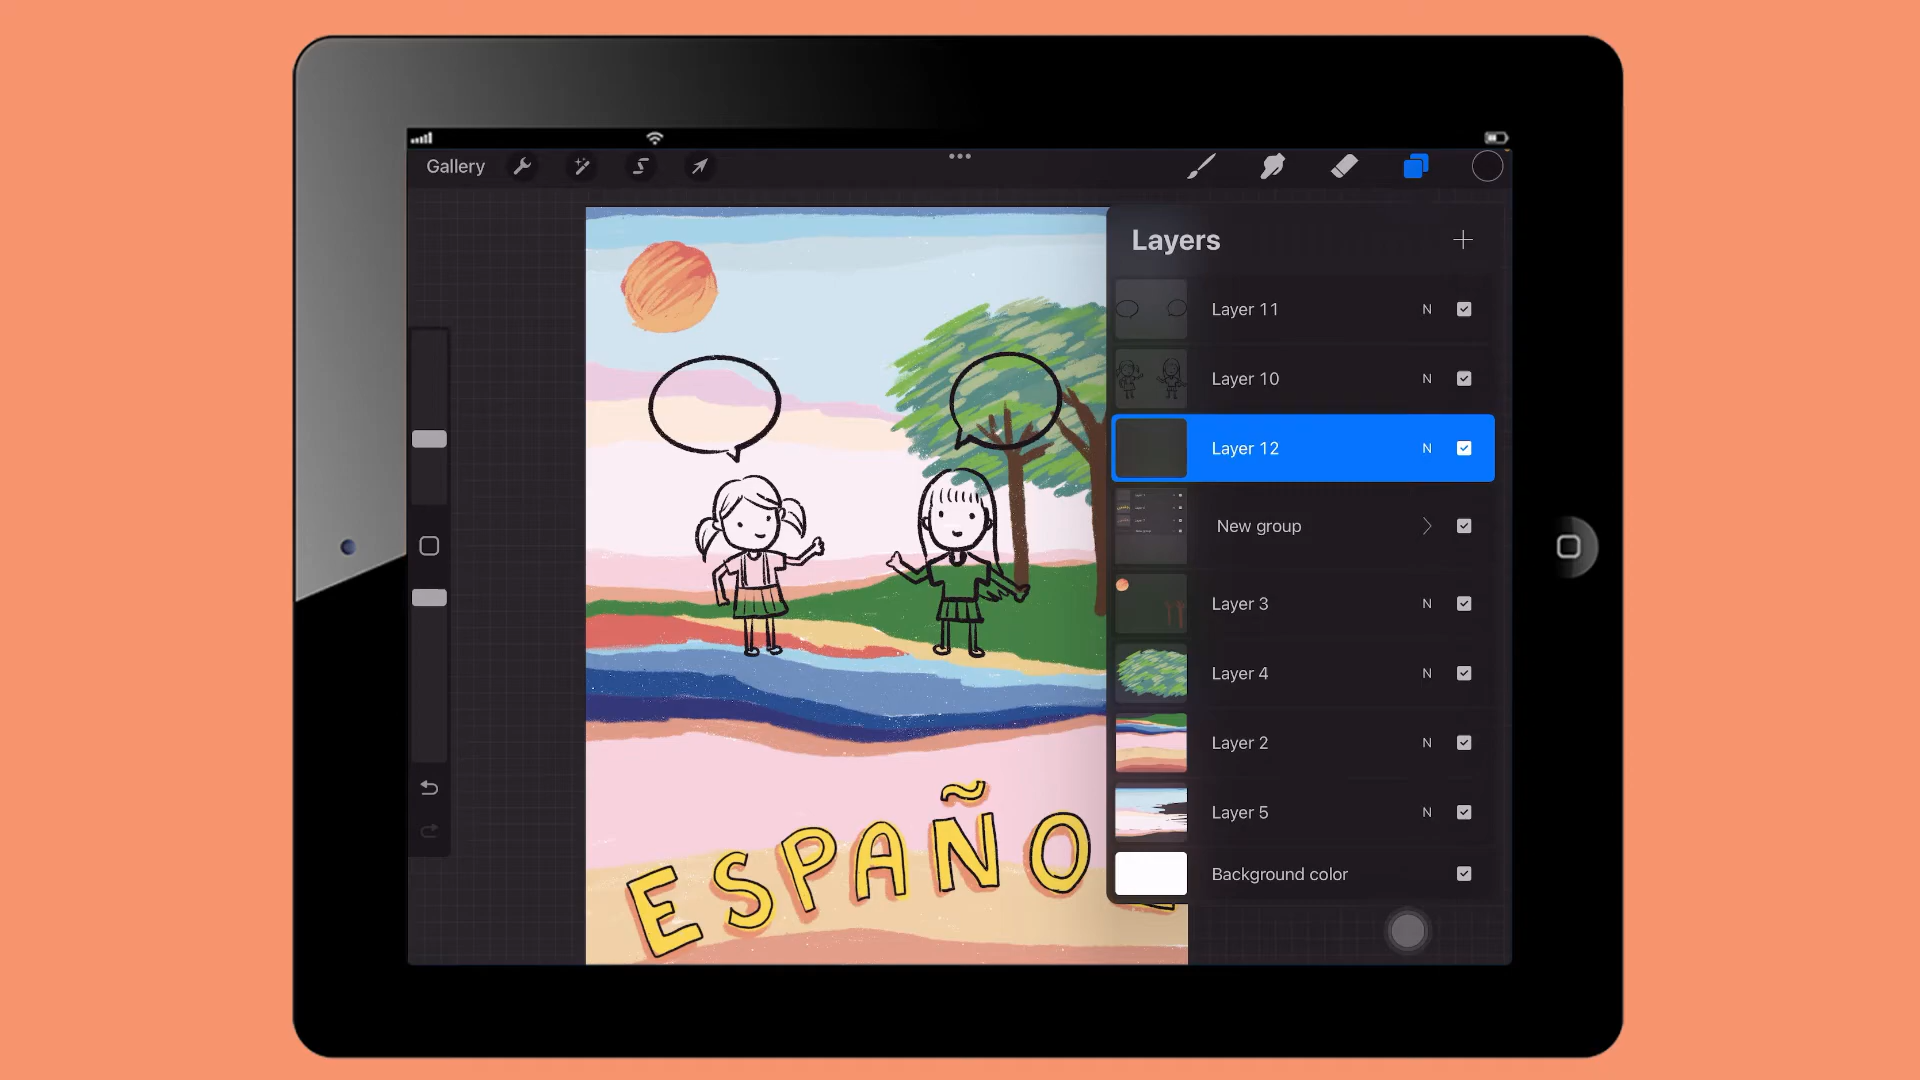 Gallery
Layers
Layer 11 N
Layer 10 N
Layer 12 N
New group
Layer 3 N
Layer 4 N
Layer 2 N
Layer 5 N
Background color
ESPAÑO